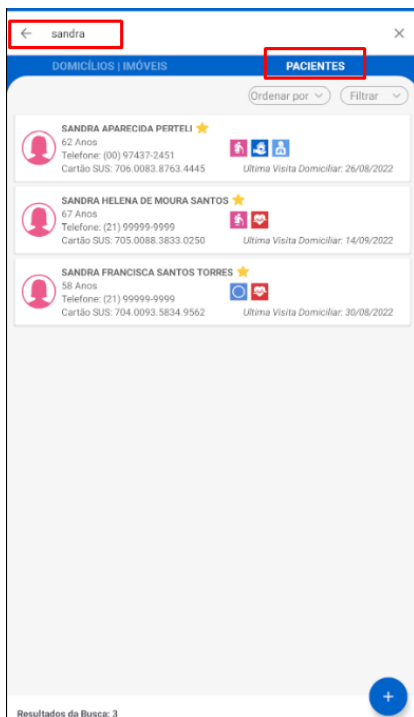 sandra
DOMICÍLIOS | IMÓVEIS
PACIENTES
Ordenar por
Filtrar
SANDRA APARECIDA PERTELI
62 Anos
Telefone: (00) 97437-2451
Cartão SUS: 706.0083.8763.4445
Ultima Visita Domiciliar: 26/08/2022
SANDRA HELENA DE MOURA SANTOS
67 Anos
Telefone: (21) 99999-9999
Cartão SUS: 705.0088.3833.0250
Ultima Visita Domiciliar: 14/09/2022
SANDRA FRANCISCA SANTOS TORRES
58 Anos
Telefone: (21) 99999-9999
Cartão SUS: 704.0093.5834.9562
Ultima Visita Domiciliar: 30/08/2022
Resultados da Busca: 3